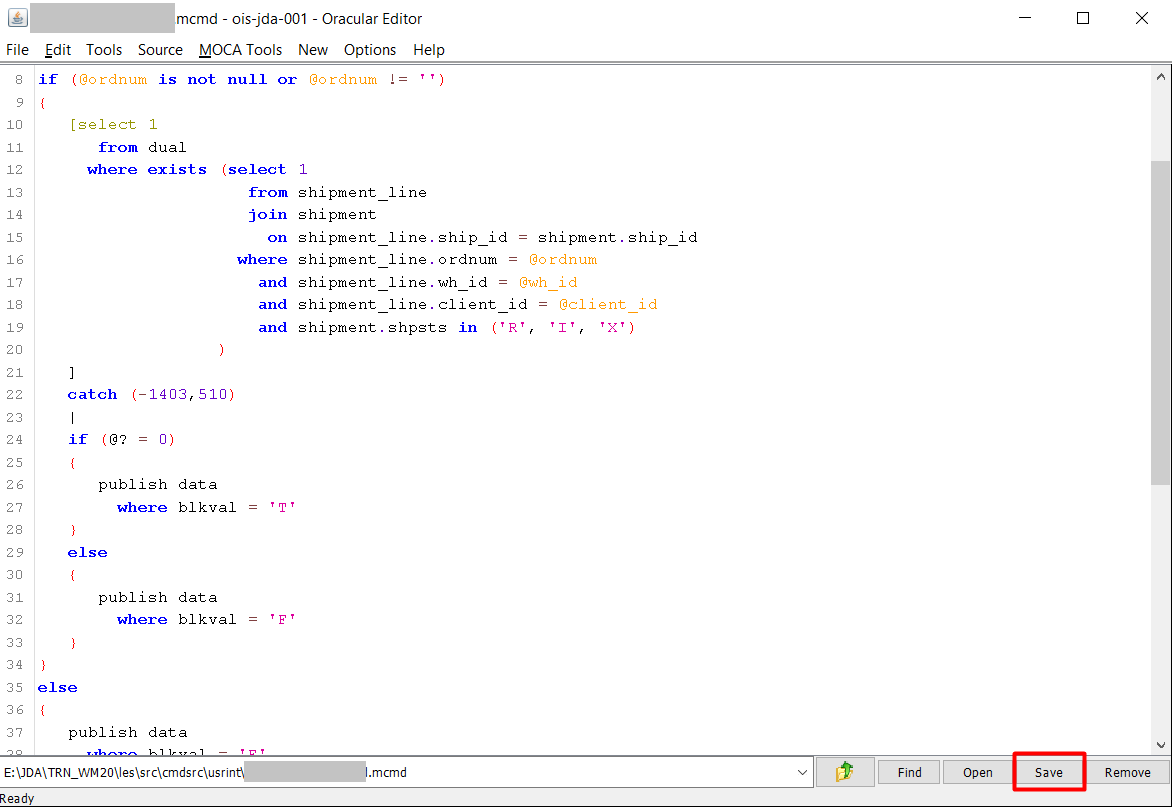 .mcmd - ois-jda-001 - Oracular Editor
File Edit Tools Source MOCA Tools New Options Help
8 if (@ordnum is not null or @ordnum != '')
9 {
10 [select 1
11 from dual
12 where exists (select 1
13 from shipment_line
14 join shipment
15 on shipment_line.ship_id = shipment.ship_id
16 where shipment_line.ordnum = @ordnum
17 and shipment_line.wh_id = @wh_id
18 and shipment_line.client_id = @client_id
19 and shipment.shpsts in ('R', 'I', 'X')
20 )
21 ]
22 catch (-1403,510)
23 |
24 if (@? = 0)
25 {
26 publish data
27 where blkval = 'T'
28 }
29 else
30 {
31 publish data
32 where blkval = 'F'
33 }
34 }
35 else
36 {
37 publish data
38 where blkval = 'F'
E:\JDA\TRN_WM20\les\src\cmdsrc\usrint\ l.mcmd Find Open Save Remove
Ready